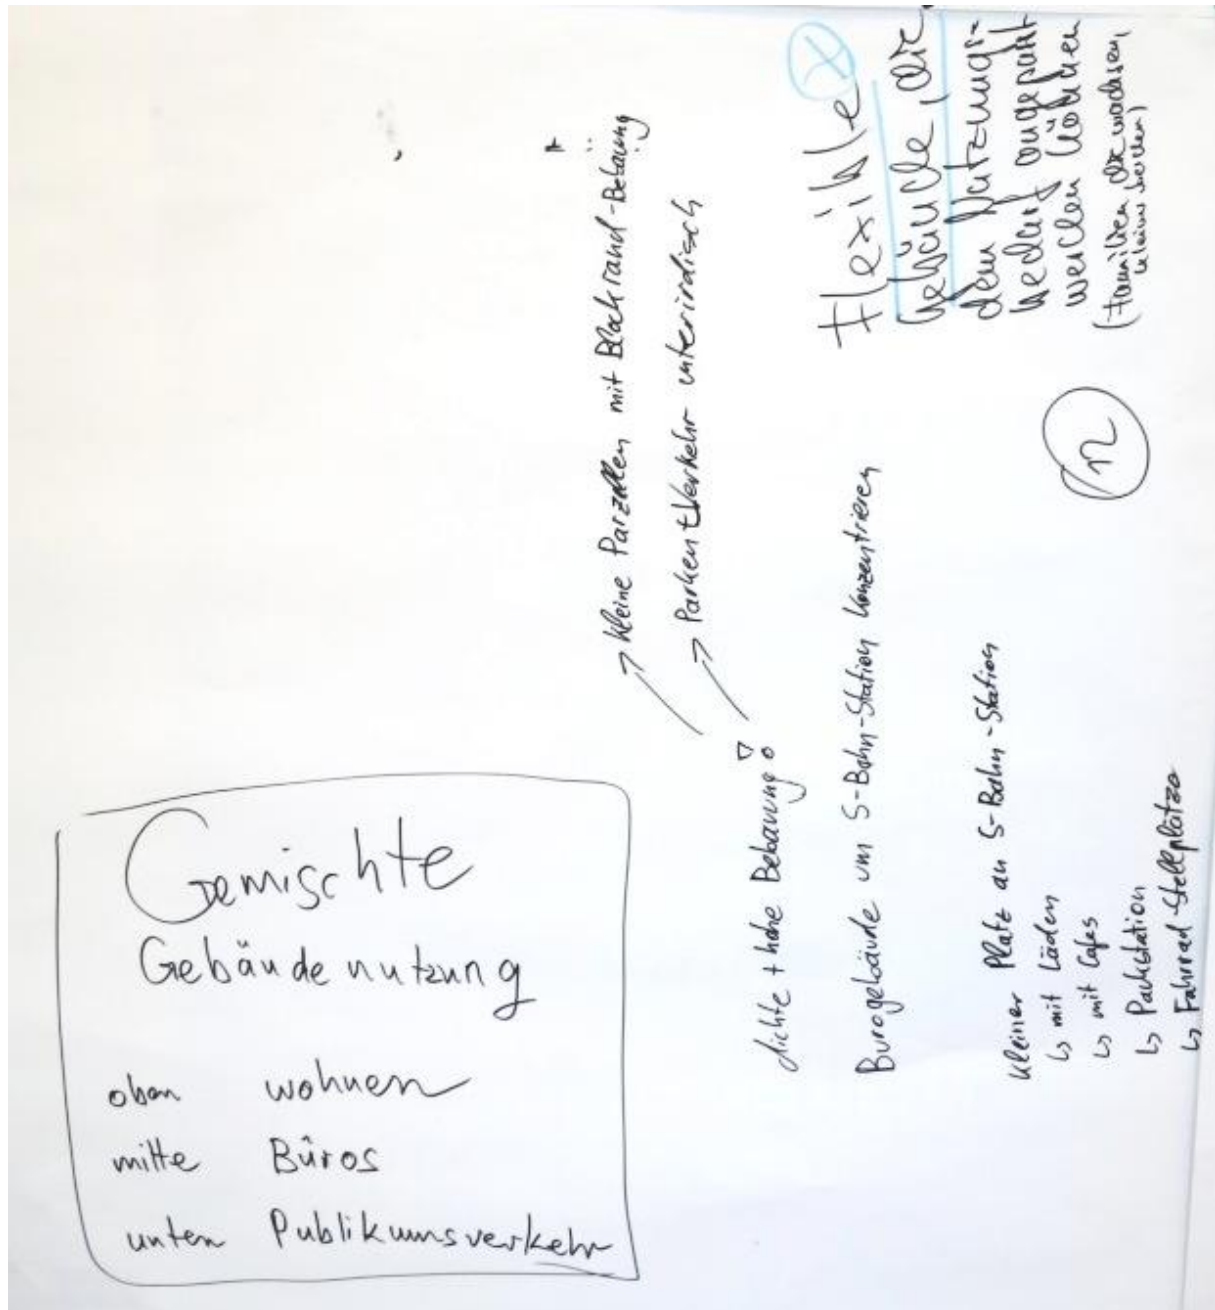 Gemischte
Gebäudenutzung
oben wohnen
mitte Büros
unten Publikumsverkehr
dichte + hohe Bebauung!
→ kleine Parzellen mit Blockrand-Bebauung
→ Parken + Verkehr unterirdisch
Bürogebäude um S-Bahn-Station konzentrieren
kleiner Platz an S-Bahn-Station
↳ mit Läden
↳ mit Cafes
↳ Packstation
↳ Fahrrad-Stellplätze
Flexible
Gebäude, die
dem Nutzungs-
bedarf angepaßt
werden können
(Familien die wachsen,
kleiner werden)
12